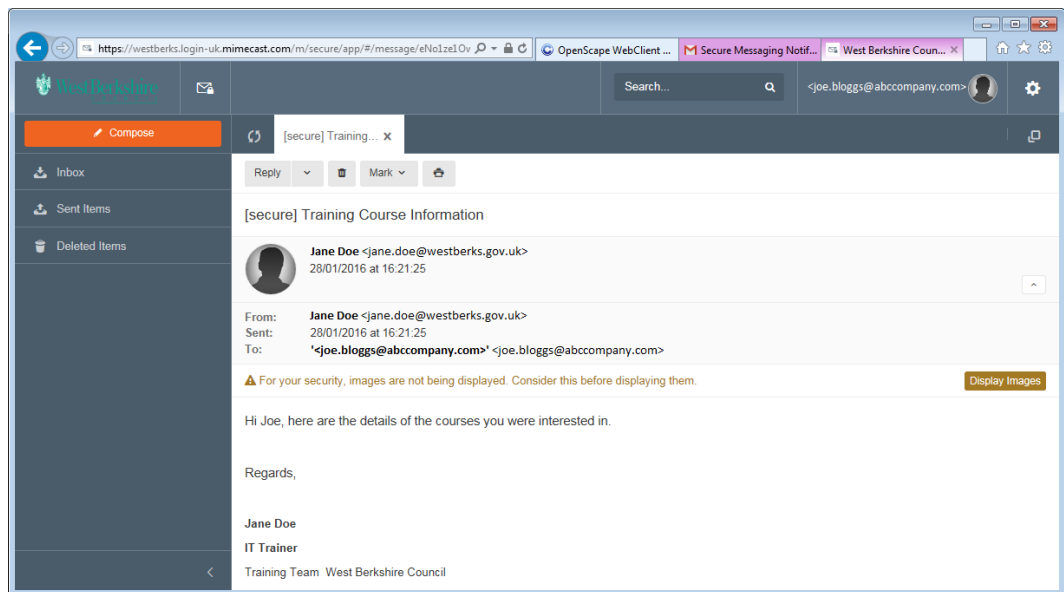 https://westberks.login-uk.mimecast.com/m/secure/app/#/message/eNo1ze1Ov
OpenScape WebClient ...
Secure Messaging Notif...
West Berkshire Coun...
West Berkshire
Search...
<joe.bloggs@abccompany.com>
Compose
[secure] Training...
Inbox
Sent Items
Deleted Items
Reply
Mark
[secure] Training Course Information
Jane Doe <jane.doe@westberks.gov.uk>
28/01/2016 at 16:21:25
From: Jane Doe <jane.doe@westberks.gov.uk>
Sent: 28/01/2016 at 16:21:25
To: '<joe.bloggs@abccompany.com>' <joe.bloggs@abccompany.com>
For your security, images are not being displayed. Consider this before displaying them.
Display Images
Hi Joe, here are the details of the courses you were interested in.
Regards,
Jane Doe
IT Trainer
Training Team West Berkshire Council